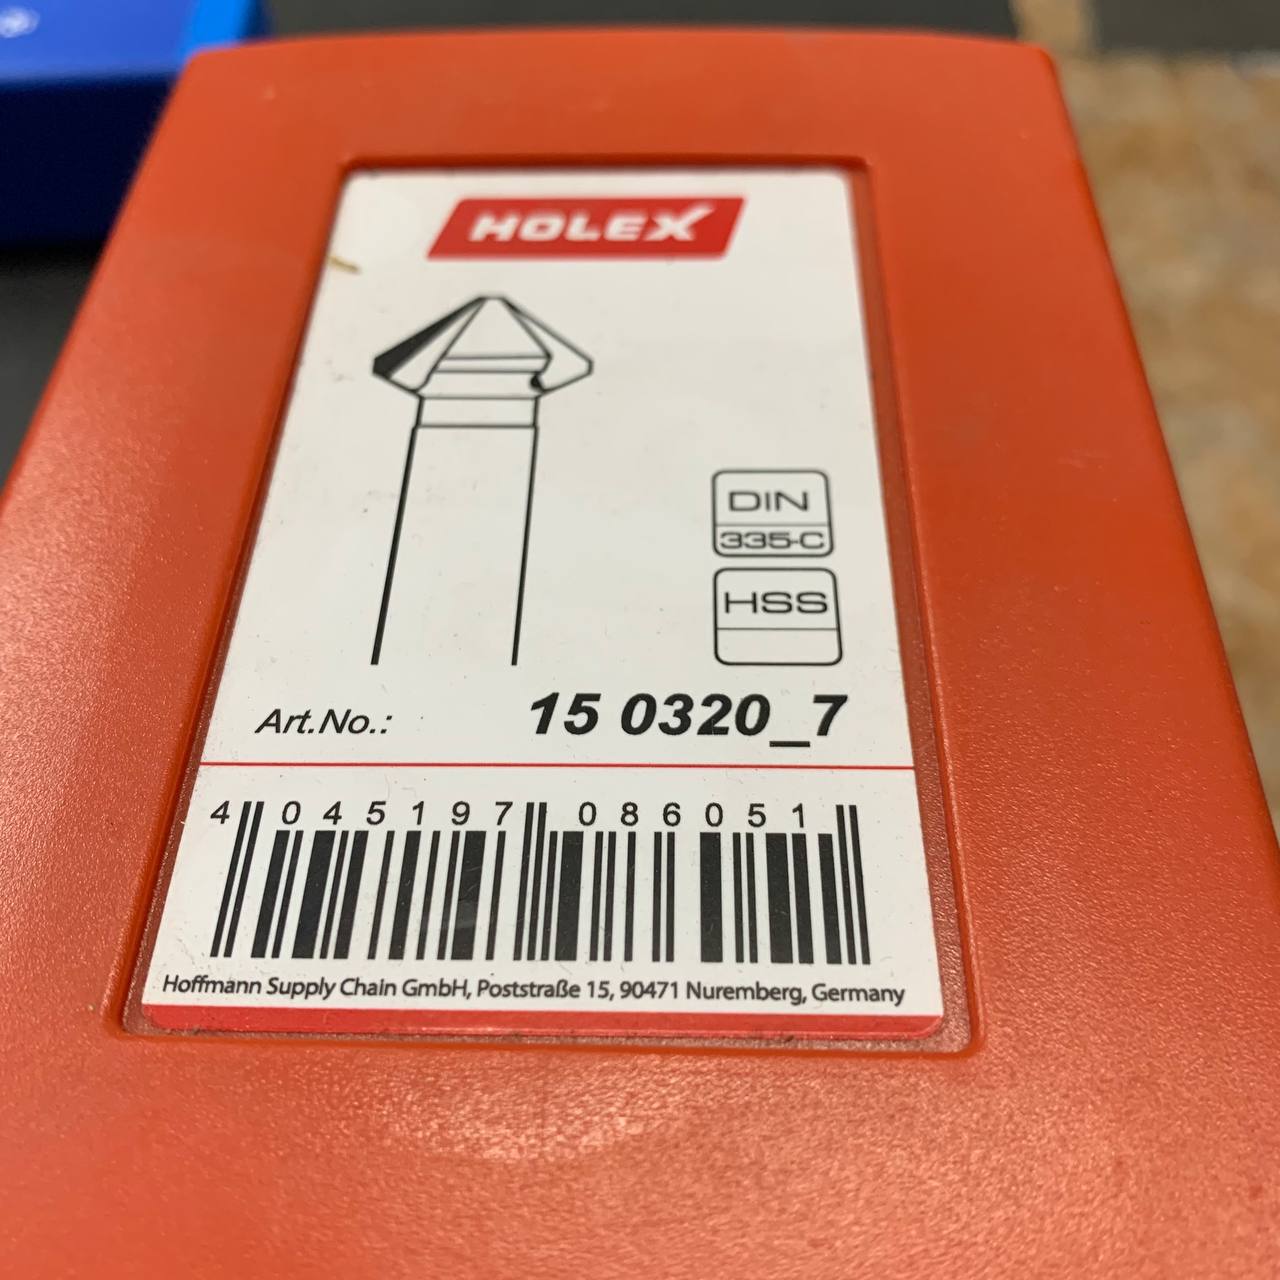 HOLEX
DIN
335-C
HSS
Art.No.: 15 0320_7
4 045197 086051
Hoffmann Supply Chain GmbH, Poststraße 15, 90471 Nuremberg, Germany